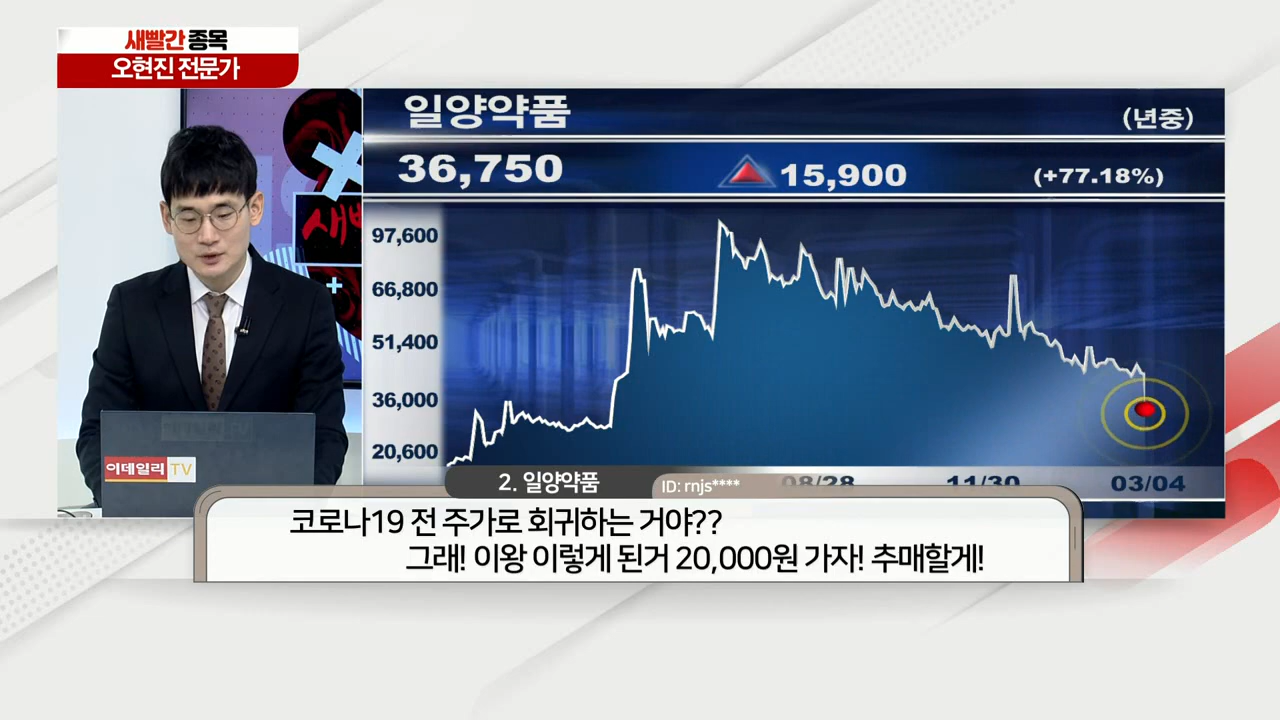 새빨간 종목
오현진 전문가
일양약품
(년중)
36,750
15,900
(+77.18%)
새빨
97,600
66,800
51,400
36,000
20,600
08/28
11/30
03/04
이데일리 TV
2. 일양약품
ID: rnjs****
코로나19 전 주가로 회귀하는 거야??
그래! 이왕 이렇게 된거 20,000원 가자! 추매할게!